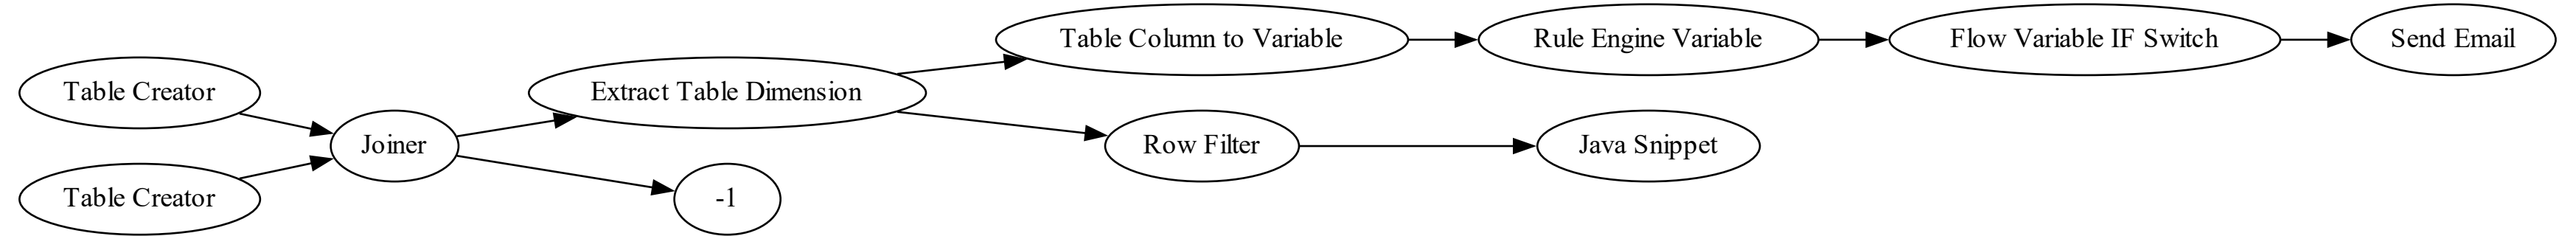 Table Creator
Table Creator
Joiner
Extract Table Dimension
-1
Table Column to Variable
Row Filter
Rule Engine Variable
Java Snippet
Flow Variable IF Switch
Send Email